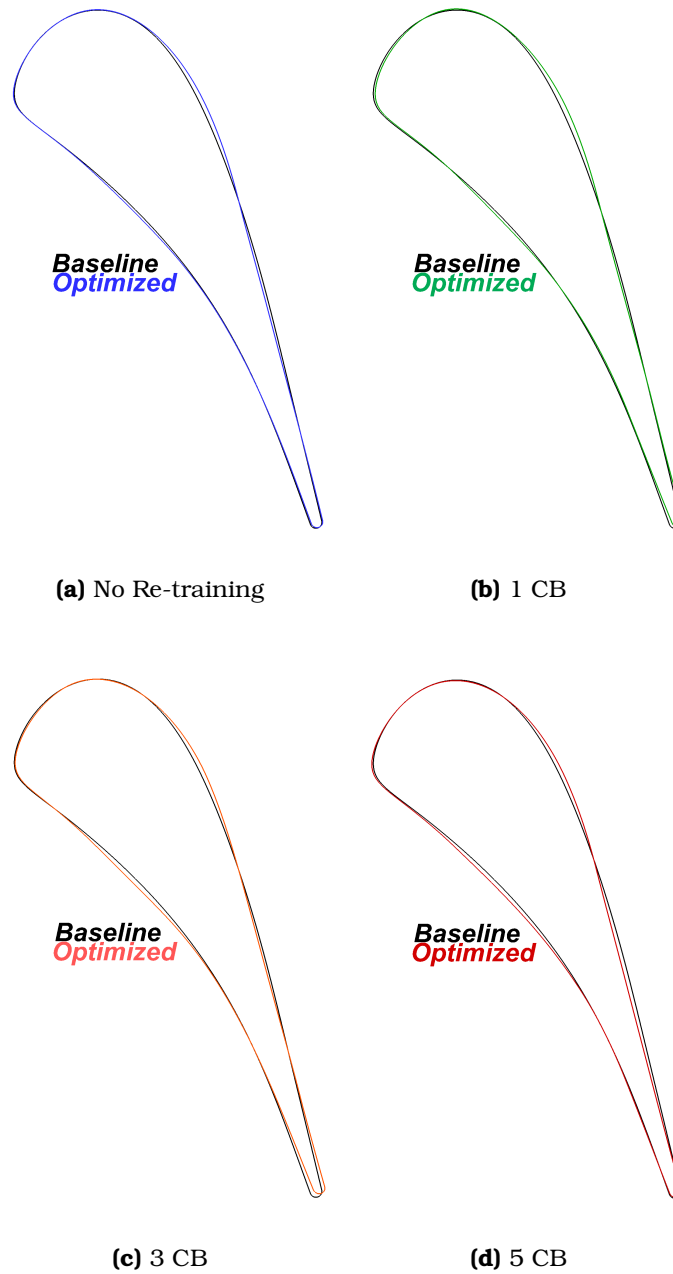 Baseline
Optimized
Baseline
Optimized
(a) No Re-training
(b) 1 CB
Baseline
Optimized
Baseline
Optimized
(c) 3 CB
(d) 5 CB